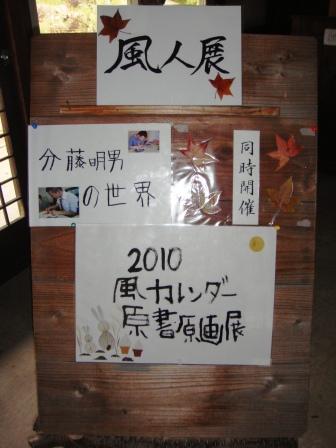 風人展
分藤明男
の世界
同時開催
2010
風カレンダー
原書原画展